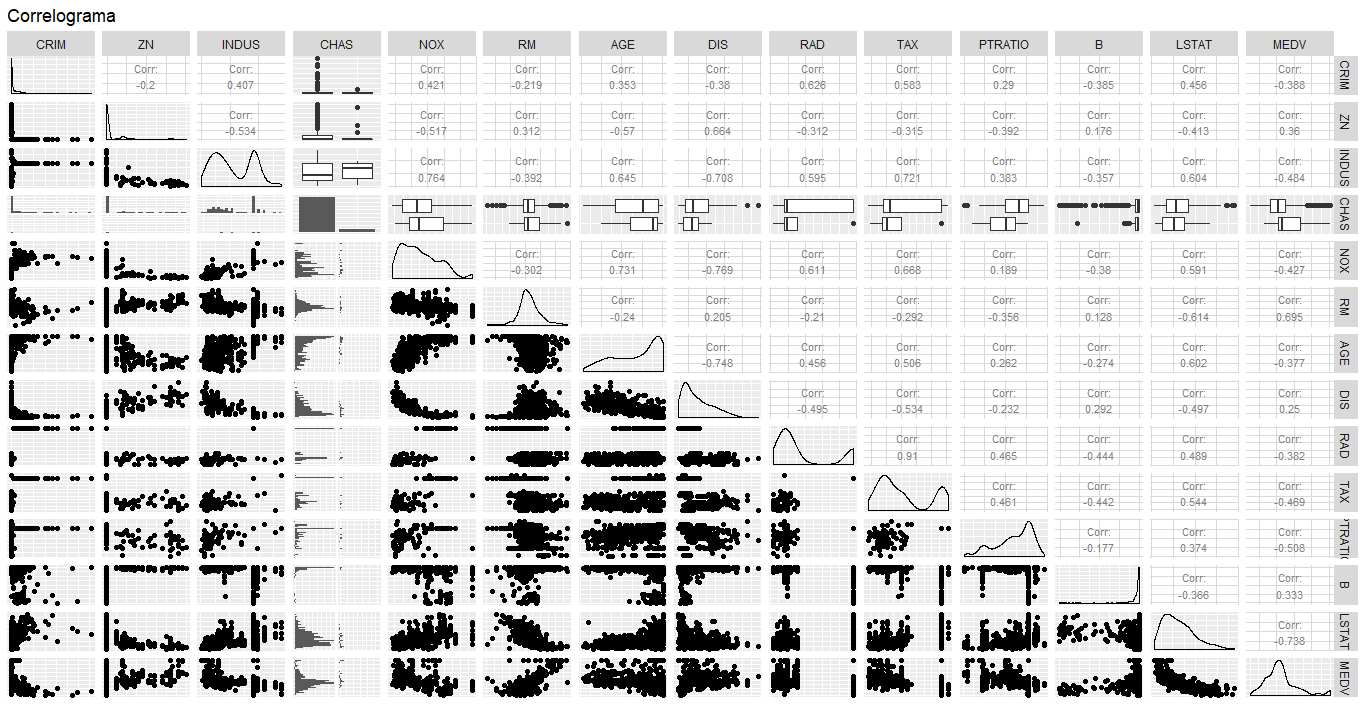 Correlograma
CRIM ZN INDUS CHAS NOX RM AGE DIS RAD TAX PTRATIO B LSTAT MEDV
Corr: Corr: Corr: Corr: Corr: Corr: Corr: Corr: Corr: Corr: Corr: Corr:
-0.2 0.407 0.421 -0.219 0.353 -0.38 0.626 0.583 0.29 -0.385 0.456 -0.388
CRIM
Corr: Corr: Corr: Corr: Corr: Corr: Corr: Corr: Corr: Corr: Corr:
-0.534 -0.517 0.312 -0.57 0.664 -0.312 -0.315 -0.392 0.176 -0.413 0.36
ZN
Corr: Corr: Corr: Corr: Corr: Corr: Corr: Corr: Corr: Corr:
0.764 -0.392 0.645 -0.708 0.595 0.721 0.383 -0.357 0.604 -0.484
INDUS
CHAS
Corr: Corr: Corr: Corr: Corr: Corr: Corr: Corr: Corr:
-0.302 0.731 -0.769 0.611 0.668 0.189 -0.38 0.591 -0.427
NOX
Corr: Corr: Corr: Corr: Corr: Corr: Corr: Corr:
-0.24 0.205 -0.21 -0.292 -0.356 0.128 -0.614 0.695
RM
Corr: Corr: Corr: Corr: Corr: Corr: Corr:
-0.748 0.456 0.506 0.262 -0.274 0.602 -0.377
AGE
Corr: Corr: Corr: Corr: Corr: Corr:
-0.495 -0.534 -0.232 0.292 -0.497 0.25
DIS
Corr: Corr: Corr: Corr: Corr:
0.91 0.465 -0.444 0.489 -0.382
RAD
Corr: Corr: Corr: Corr:
0.461 -0.442 0.544 -0.469
TAX
Corr: Corr: Corr:
-0.177 0.374 -0.508
PTRATIO
Corr: Corr:
-0.366 0.333
B
Corr:
-0.738
LSTAT
MEDV